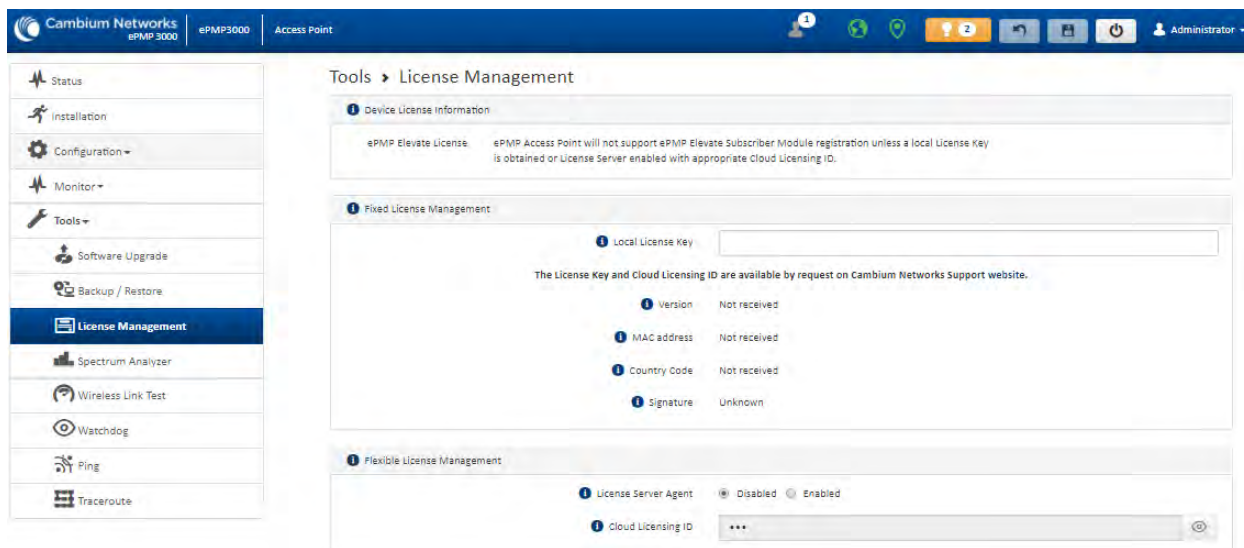 Cambium Networks
ePMP 3000
ePMP3000
Access Point
1
2
Administrator
Status
Installation
Configuration
Monitor
Tools
Software Upgrade
Backup / Restore
License Management
Spectrum Analyzer
Wireless Link Test
Watchdog
Ping
Traceroute
Tools > License Management
Device License Information
ePMP Elevate License
ePMP Access Point will not support ePMP Elevate Subscriber Module registration unless a local License Key
is obtained or License Server enabled with appropriate Cloud Licensing ID.
Fixed License Management
Local License Key
The License Key and Cloud Licensing ID are available by request on Cambium Networks Support website.
Version Not received
MAC address Not received
Country Code Not received
Signature Unknown
Flexible License Management
License Server Agent Disabled Enabled
Cloud Licensing ID •••